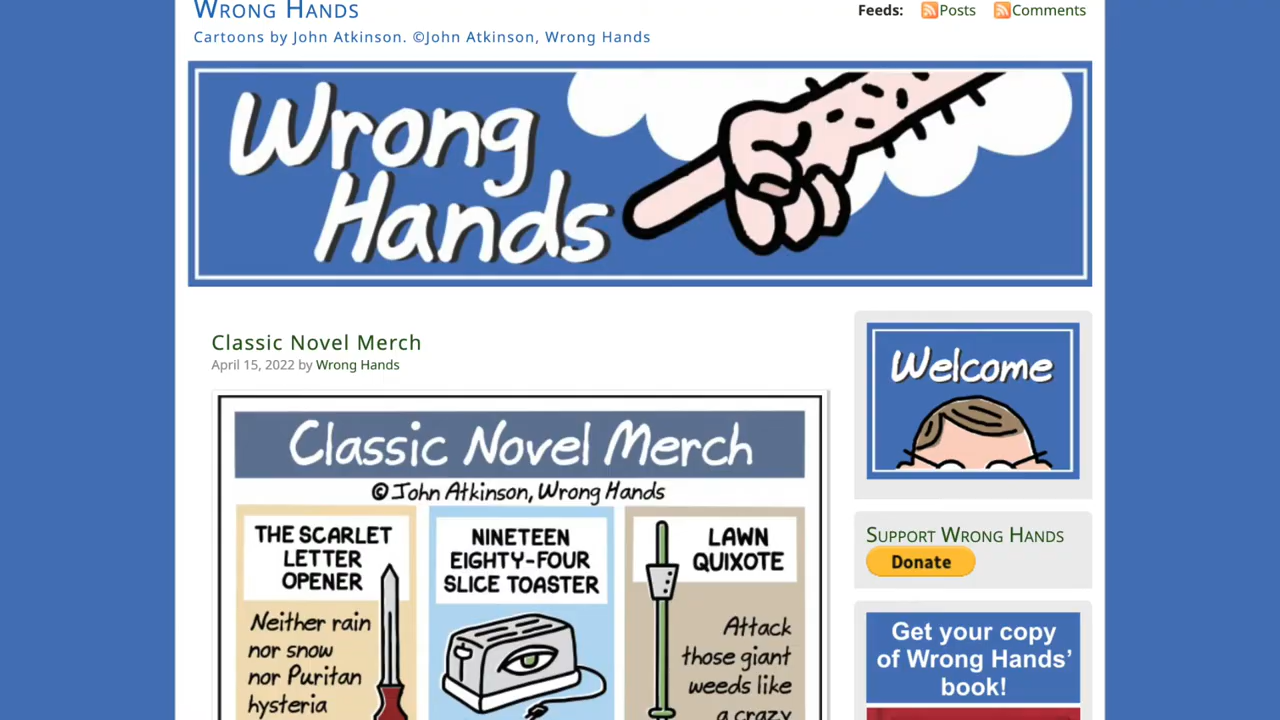 Wrong Hands
Feeds: Posts Comments
Cartoons by John Atkinson. ©John Atkinson, Wrong Hands
Wrong
Hands
Classic Novel Merch
April 15, 2022 by Wrong Hands
Classic Novel Merch
© John Atkinson, Wrong Hands
THE SCARLET
LETTER
OPENER
Neither rain
nor snow
nor Puritan
hysteria
NINETEEN
EIGHTY-FOUR
SLICE TOASTER
LAWN
QUIXOTE
Attack
those giant
weeds like
a crazy
Welcome
Support Wrong Hands
Donate
Get your copy
of Wrong Hands’
book!